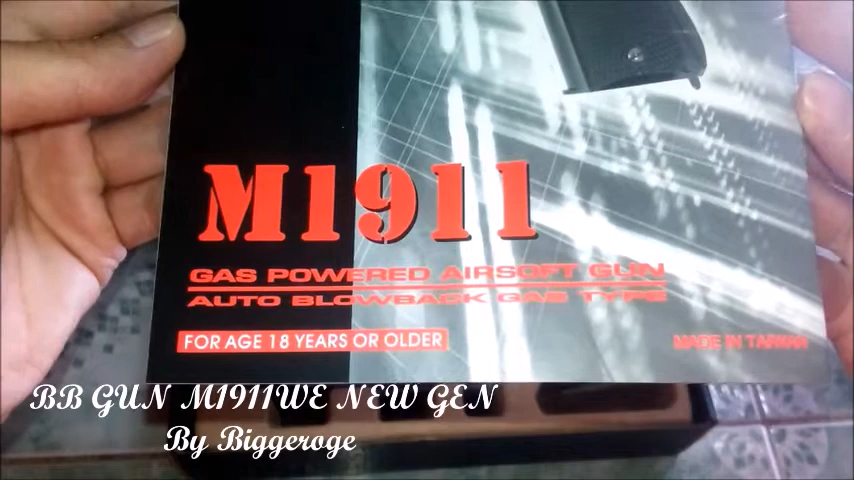 M1911
GAS POWERED AIRSOFT GUN
AUTO BLOWBACK GAS TYPE
FOR AGE 18 YEARS OR OLDER
MADE IN TAIWAN
BB GUN M1911WE NEW GEN
By Biggeroge